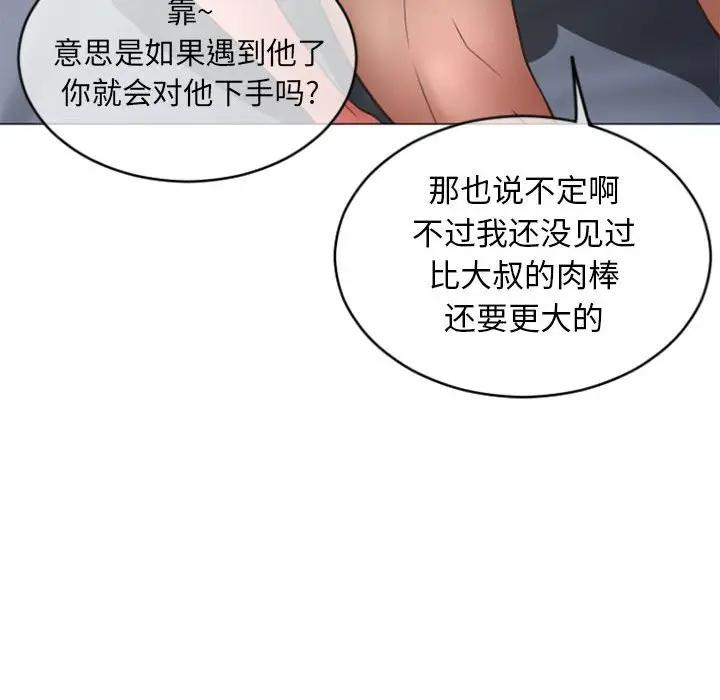 靠~
意思是如果遇到他了
你就会对他下手吗?
那也说不定啊
不过我还没见过
比大叔的肉棒
还要更大的